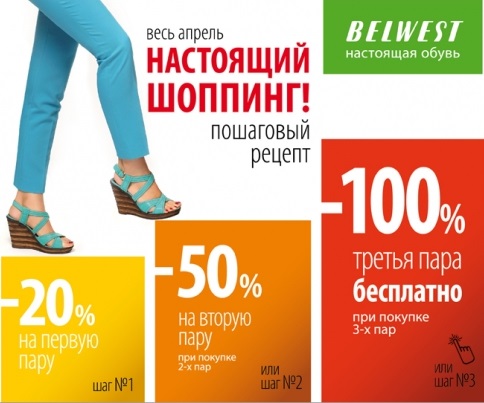 весь апрель
НАСТОЯЩИЙ
ШОППИНГ!
пошаговый
рецепт
BELWEST
настоящая обувь
-20%
на первую
пару
шаг №1
-50%
на вторую
пару
при покупке
2-х пар
или
шаг №2
-100%
третья пара
бесплатно
при покупке
3-х пар
или
шаг №3